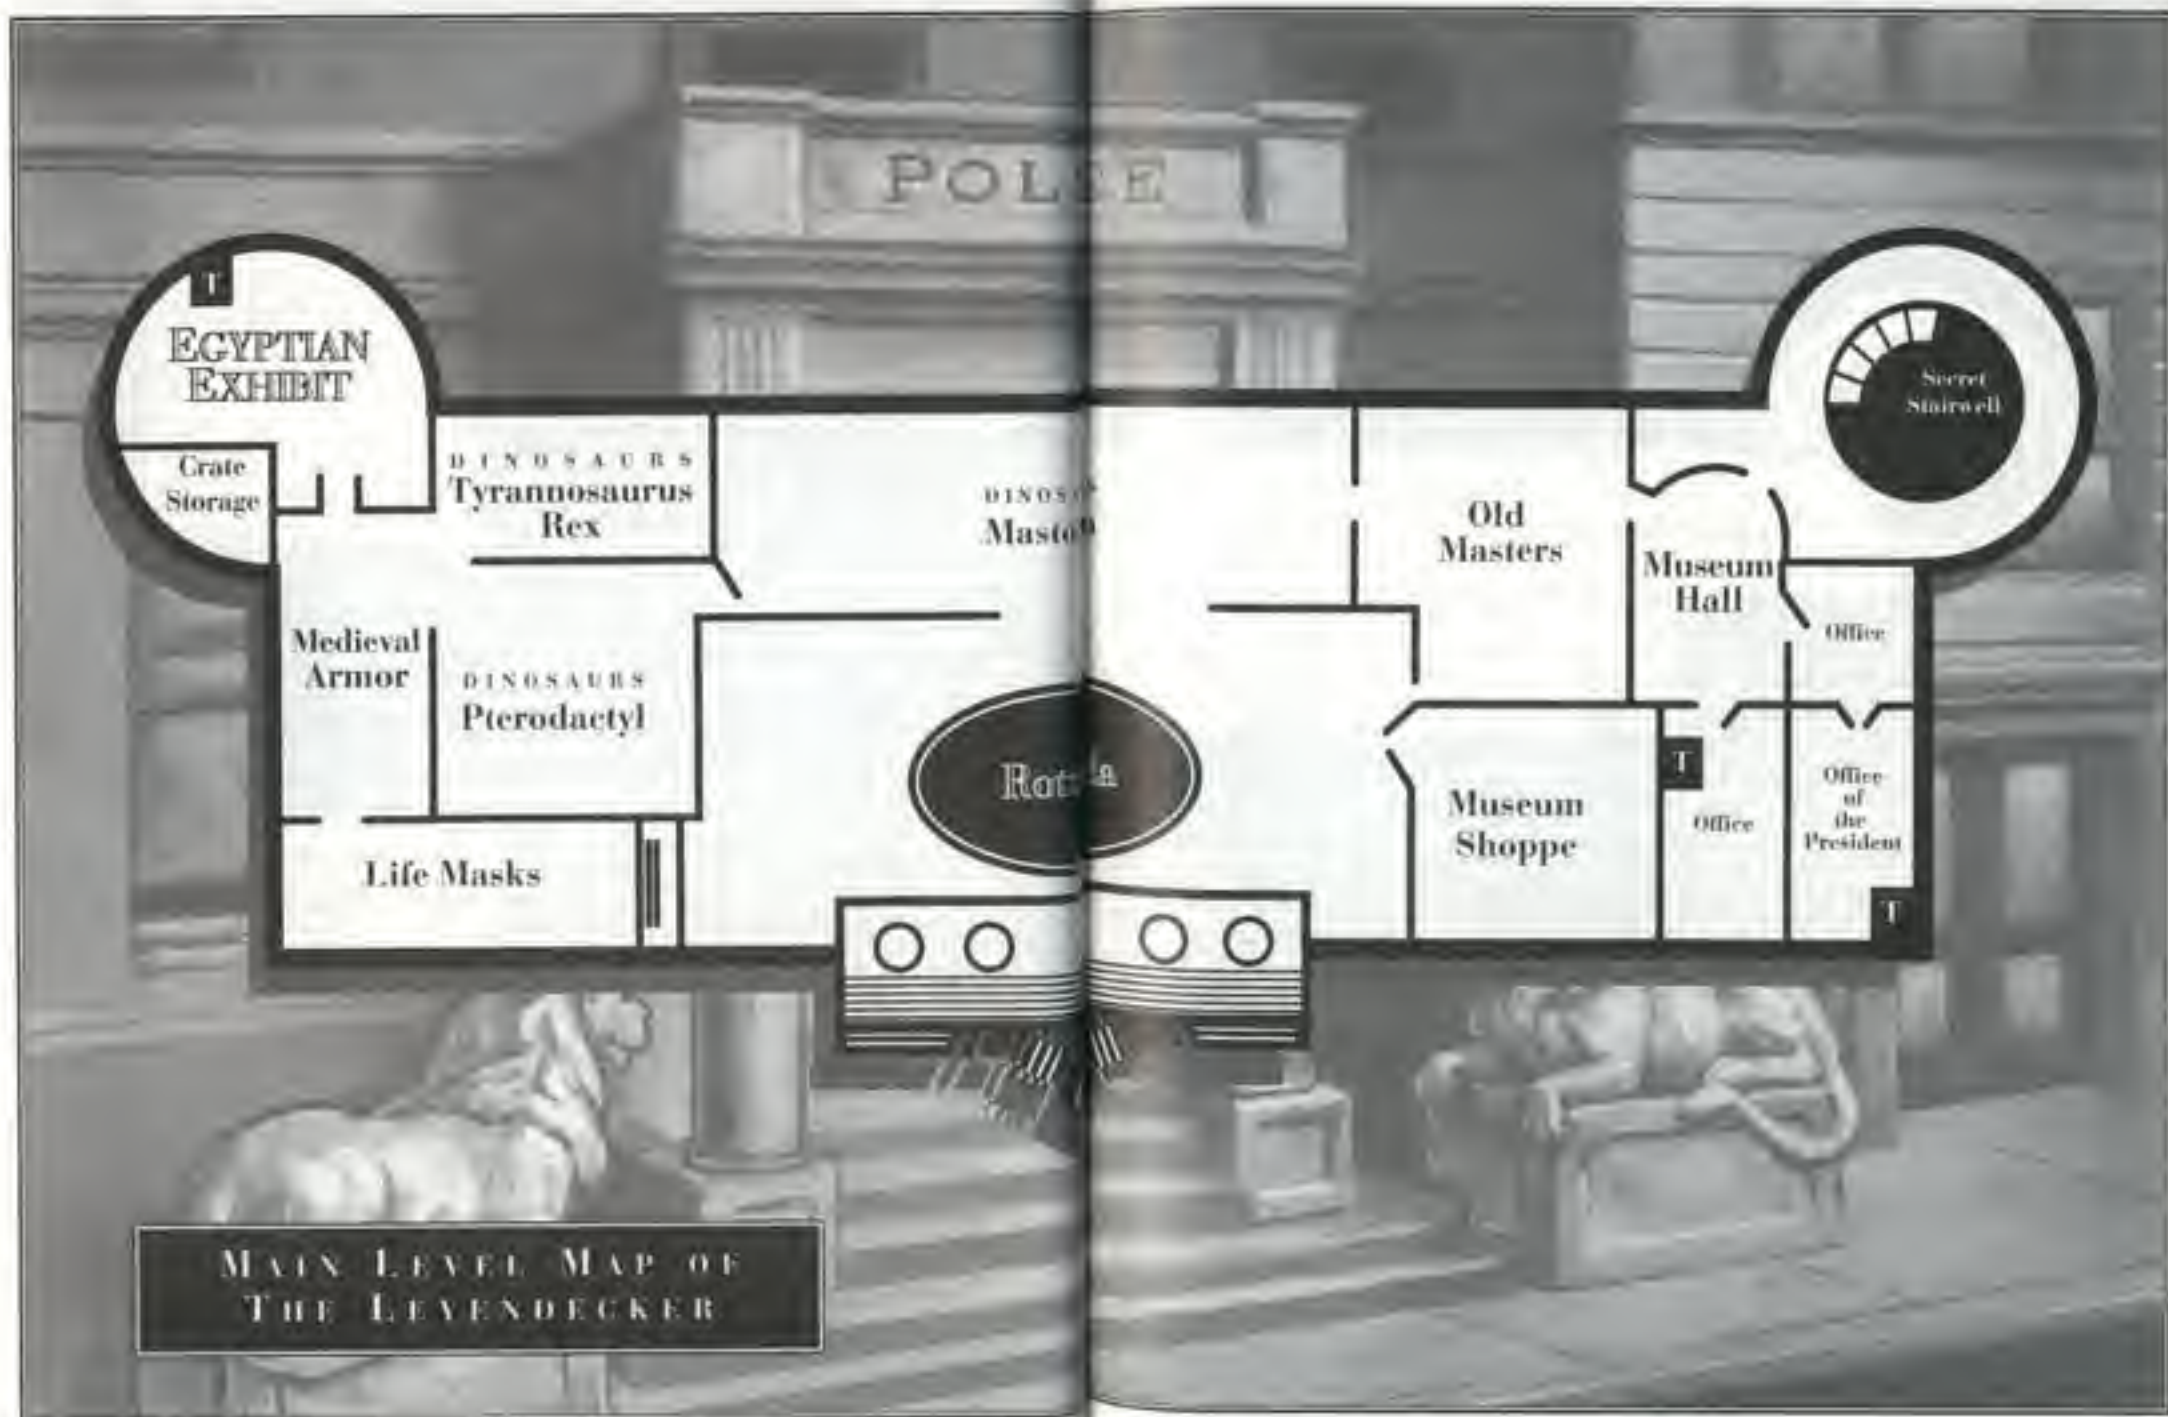 T
EGYPTIAN
EXHIBIT
Crate
Storage
DINOSAURS
Tyrannosaurus
Rex
Old
Masters
Museum
Hall
Secret
Stairwell
Office
Medieval
Armor
DINOSAURS
Pterodactyl
T
Museum
Shoppe
Office
Office
of
the
President
Life Masks
T
MAIN LEVEL MAP OF
THE LEYENDECKER